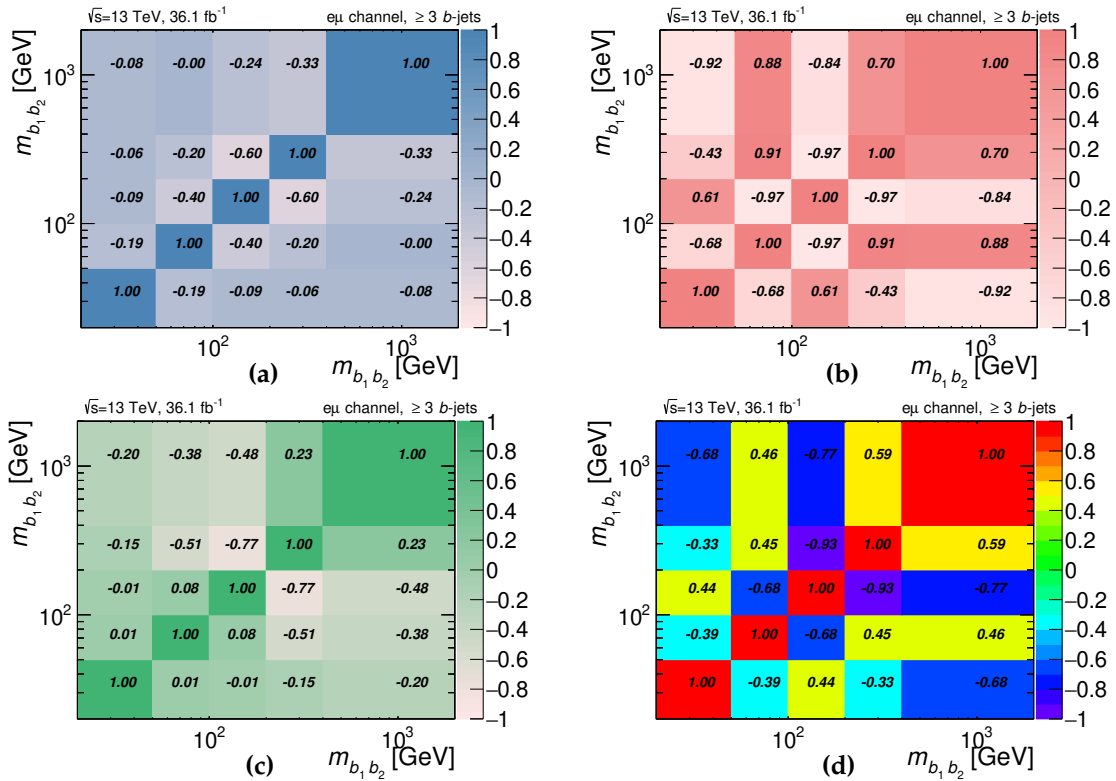 √s=13 TeV, 36.1 fb⁻¹ eμ channel, ≥ 3 b-jets
m_{b₁ b₂} [GeV]
10³
10²
-0.08 -0.00 -0.24 -0.33 1.00
-0.06 -0.20 -0.60 1.00 -0.33
-0.09 -0.40 1.00 -0.60 -0.24
-0.19 1.00 -0.40 -0.20 -0.00
1.00 -0.19 -0.09 -0.06 -0.08
1
0.8
0.6
0.4
0.2
0
−0.2
−0.4
−0.6
−0.8
−1
10² 10³
(a) m_{b₁ b₂} [GeV]
√s=13 TeV, 36.1 fb⁻¹ eμ channel, ≥ 3 b-jets
m_{b₁ b₂} [GeV]
10³
10²
-0.92 0.88 -0.84 0.70 1.00
-0.43 0.91 -0.97 1.00 0.70
0.61 -0.97 1.00 -0.97 -0.84
-0.68 1.00 -0.97 0.91 0.88
1.00 -0.68 0.61 -0.43 -0.92
1
0.8
0.6
0.4
0.2
0
−0.2
−0.4
−0.6
−0.8
−1
10² 10³
(b) m_{b₁ b₂} [GeV]
√s=13 TeV, 36.1 fb⁻¹ eμ channel, ≥ 3 b-jets
m_{b₁ b₂} [GeV]
10³
10²
-0.20 -0.38 -0.48 0.23 1.00
-0.15 -0.51 -0.77 1.00 0.23
-0.01 0.08 1.00 -0.77 -0.48
0.01 1.00 0.08 -0.51 -0.38
1.00 0.01 -0.01 -0.15 -0.20
1
0.8
0.6
0.4
0.2
0
−0.2
−0.4
−0.6
−0.8
−1
10² 10³
(c) m_{b₁ b₂} [GeV]
√s=13 TeV, 36.1 fb⁻¹ eμ channel, ≥ 3 b-jets
m_{b₁ b₂} [GeV]
10³
10²
-0.68 0.46 -0.77 0.59 1.00
-0.33 0.45 -0.93 1.00 0.59
0.44 -0.68 1.00 -0.93 -0.77
-0.39 1.00 -0.68 0.45 0.46
1.00 -0.39 0.44 -0.33 -0.68
1
0.8
0.6
0.4
0.2
0
−0.2
−0.4
−0.6
−0.8
−1
10² 10³
(d) m_{b₁ b₂} [GeV]